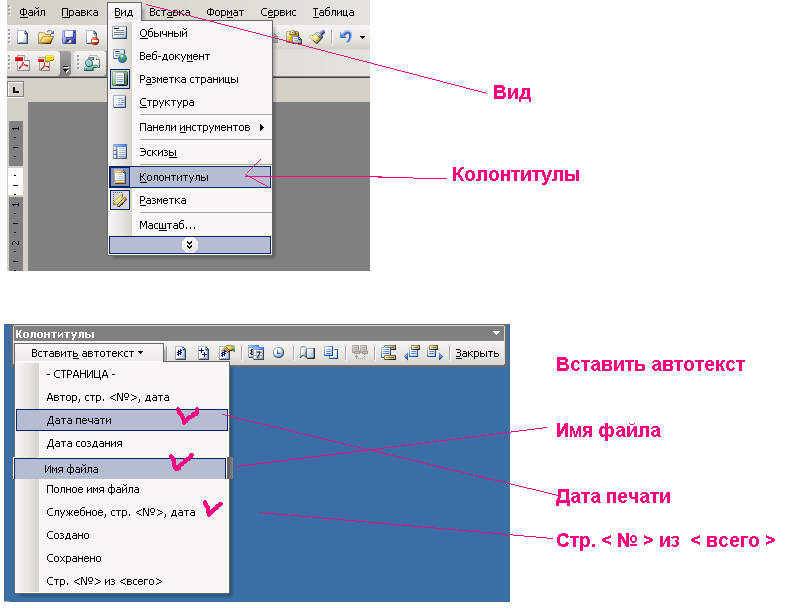 Файл Правка Вид Вставка Формат Сервис Таблица
Обычный
Веб-документ
Разметка страницы
Структура
Панели инструментов
Эскизы
Колонтитулы
Разметка
Масштаб...
Вид
Колонтитулы
1
1
2
Колонтитулы
Вставить автотекст Закрыть
- СТРАНИЦА -
Автор, стр. <№>, дата
Дата печати
Дата создания
Имя файла
Полное имя файла
Служебное, стр. <№>, дата
Создано
Сохранено
Стр. <№> из <всего>
Вставить автотекст
Имя файла
Дата печати
Стр. < № > из < всего >